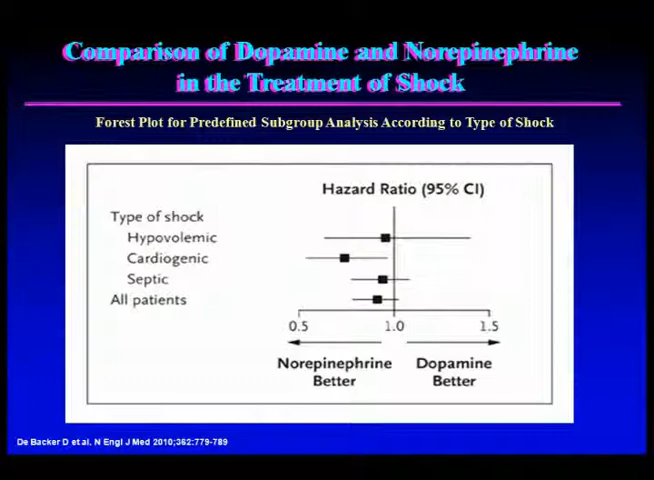 Comparison of Dopamine and Norepinephrine
in the Treatment of Shock
Forest Plot for Predefined Subgroup Analysis According to Type of Shock
Hazard Ratio (95% CI)
Type of shock
Hypovolemic
Cardiogenic
Septic
All patients
0.5 1.0 1.5
Norepinephrine Better
Dopamine Better
De Backer D et al. N Engl J Med 2010;362:779-789